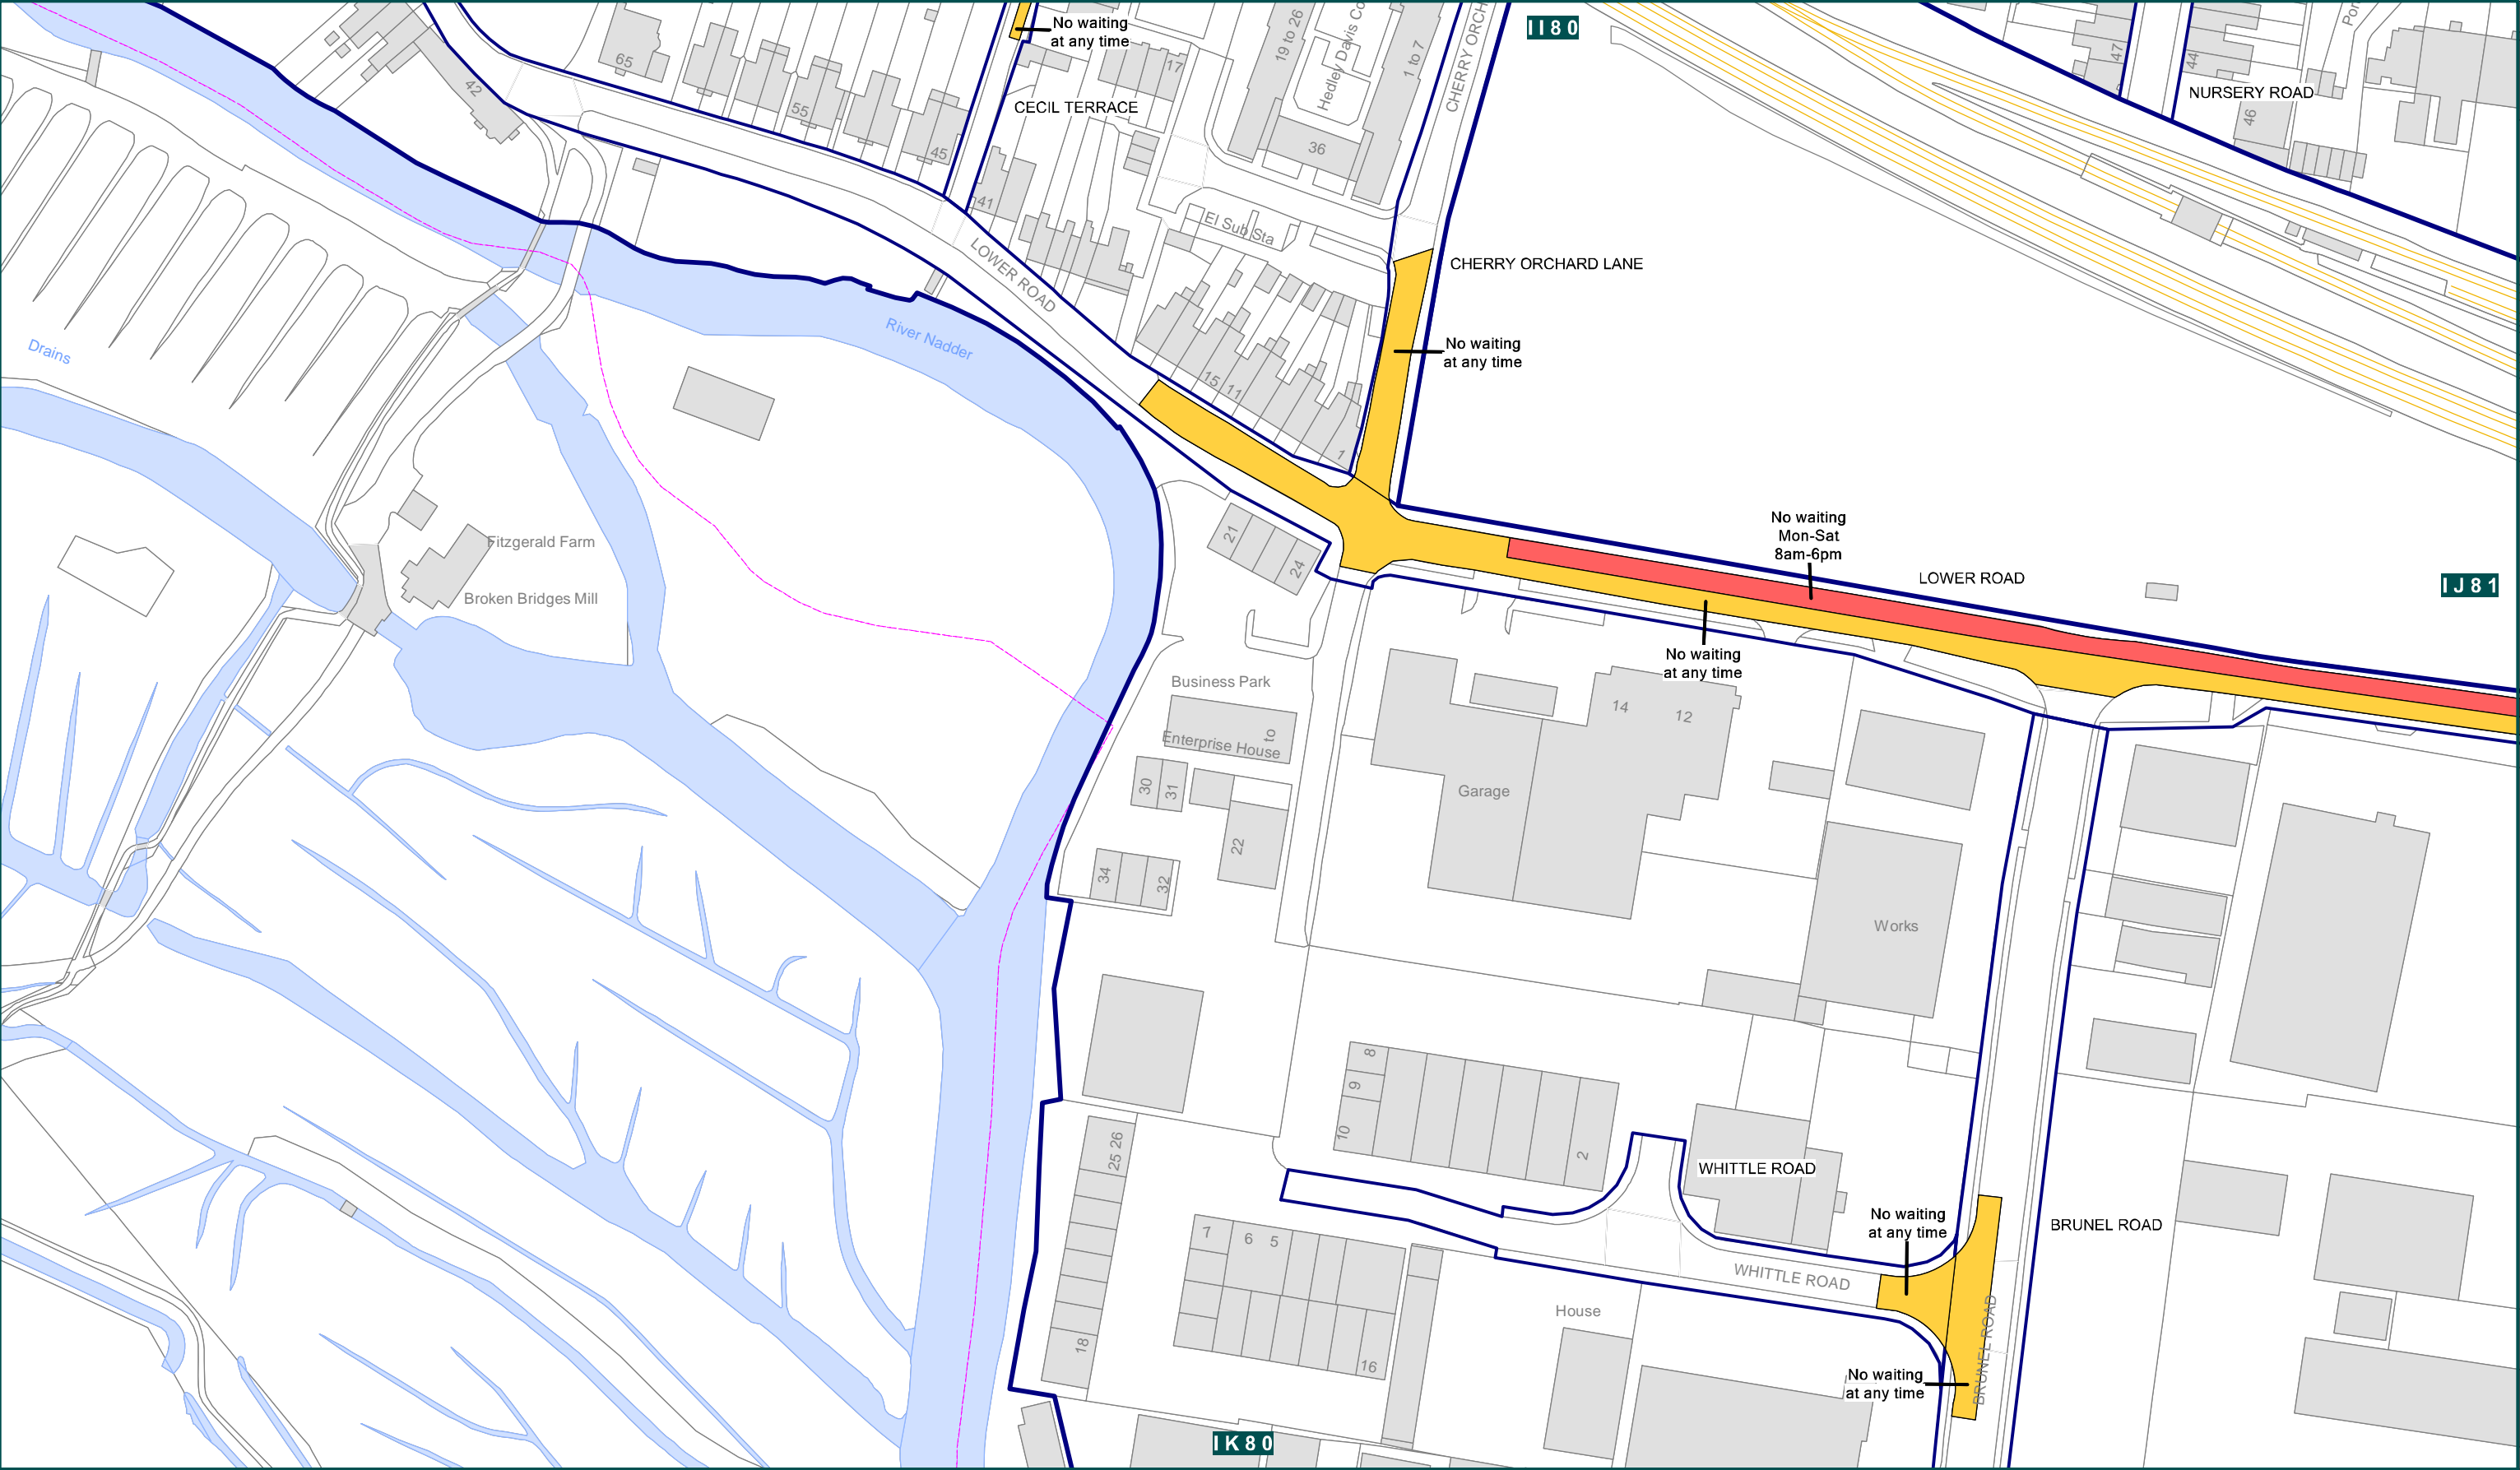 No waiting
at any time
II80
65
42
55
45
17
19 to 26
Hedley Davis Co
1 to 7
CHERRY ORCH
36
47
44
46
NURSERY ROAD
CECIL TERRACE
41
El Sub Sta
LOWER ROAD
CHERRY ORCHARD LANE
River Nadder
Drains
No waiting
at any time
15
11
1
21
24
No waiting
Mon-Sat
8am-6pm
LOWER ROAD
IJ81
Fitzgerald Farm
Broken Bridges Mill
No waiting
at any time
Business Park
to
Enterprise House
14
12
Garage
30
31
22
34
32
Works
8
9
10
2
25 26
18
WHITTLE ROAD
7
6
5
16
No waiting
at any time
BRUNEL ROAD
WHITTLE ROAD
House
BRUNEL ROAD
No waiting
at any time
IK80